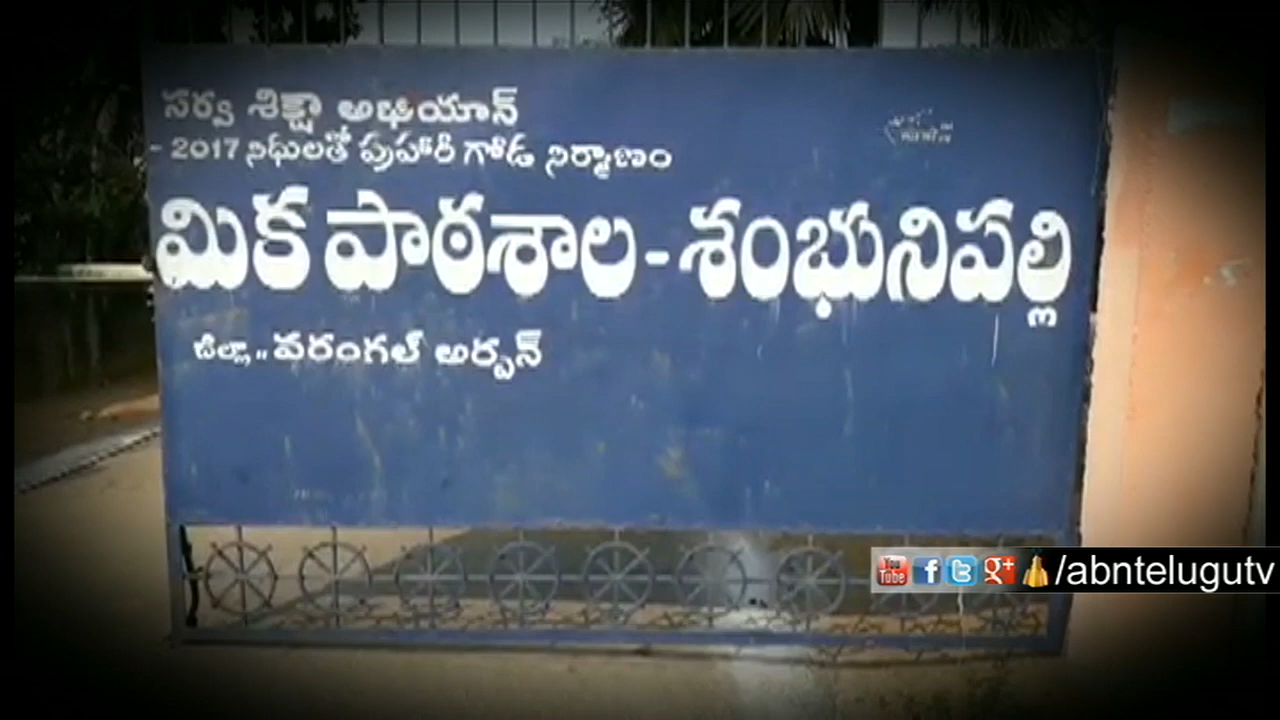 సర్వ శిక్షా అభియాన్
- 2017 నిధులతో ప్రహారీ గోడ నిర్మాణం
మిక పాఠశాల - శంభునిపల్లి
జిల్లా,, వరంగల్ అర్బన్
/abntelugutv